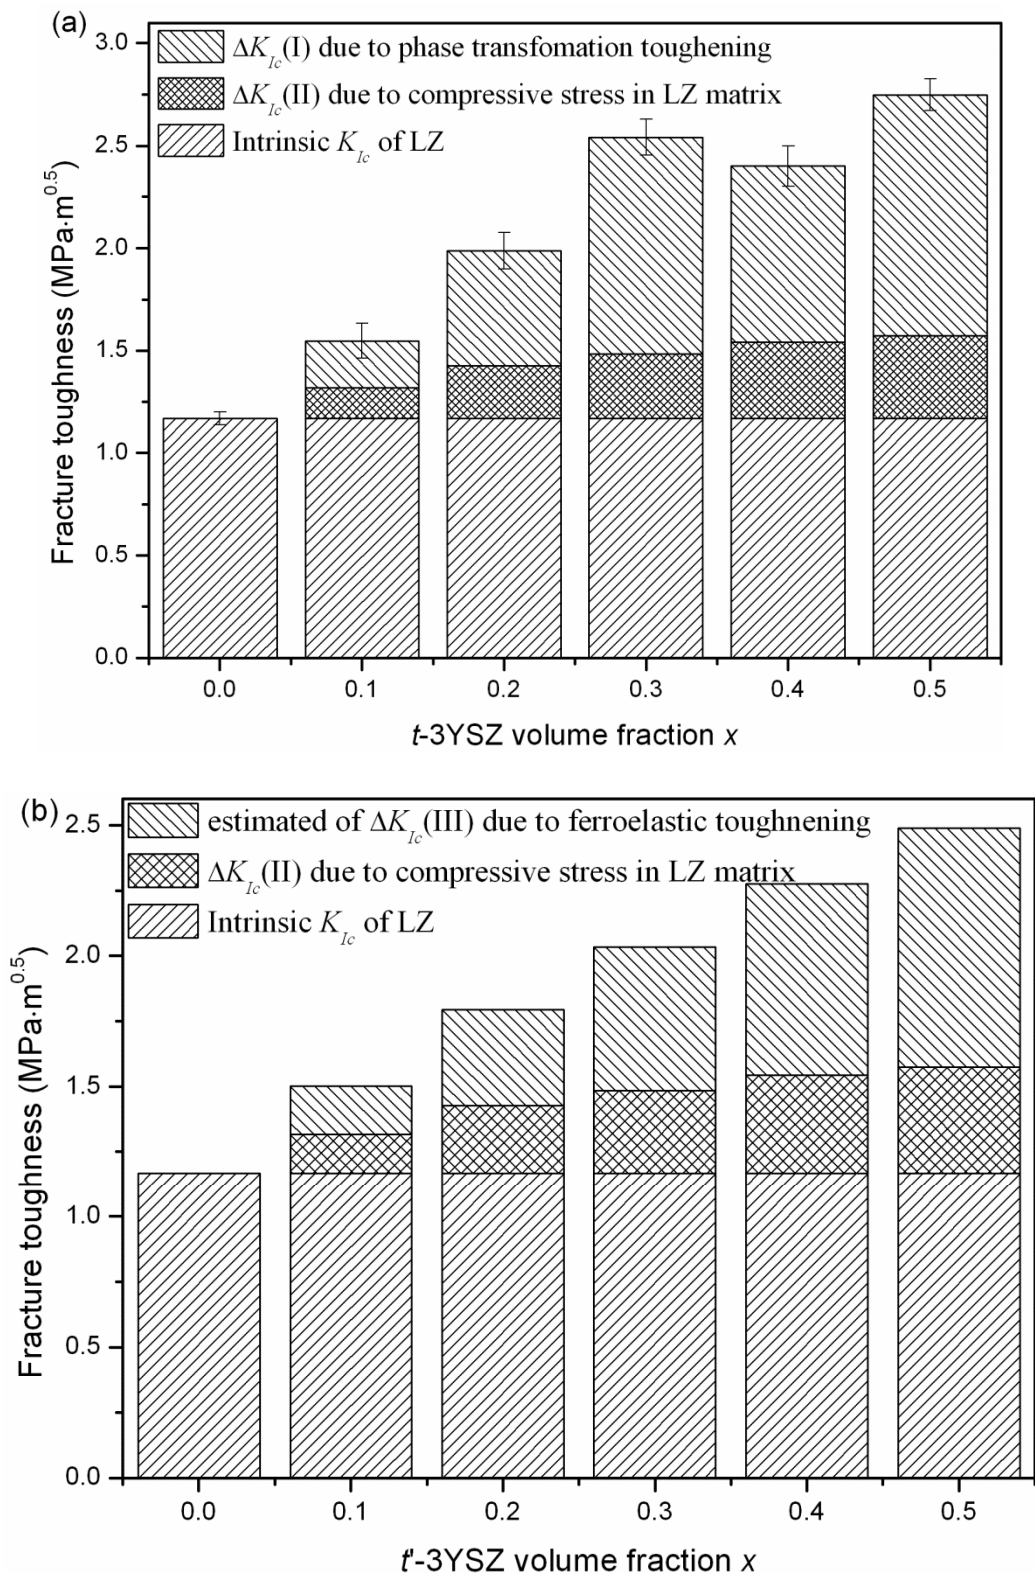 (a)
ΔK_Ic(I) due to phase transfomation toughening
ΔK_Ic(II) due to compressive stress in LZ matrix
Intrinsic K_Ic of LZ
Fracture toughness (MPa·m^0.5)
3.0
2.5
2.0
1.5
1.0
0.5
0.0
0.0 0.1 0.2 0.3 0.4 0.5
t-3YSZ volume fraction x
(b)
estimated of ΔK_Ic(III) due to ferroelastic toughnening
ΔK_Ic(II) due to compressive stress in LZ matrix
Intrinsic K_Ic of LZ
Fracture toughness (MPa·m^0.5)
2.5
2.0
1.5
1.0
0.5
0.0
0.0 0.1 0.2 0.3 0.4 0.5
t'-3YSZ volume fraction x